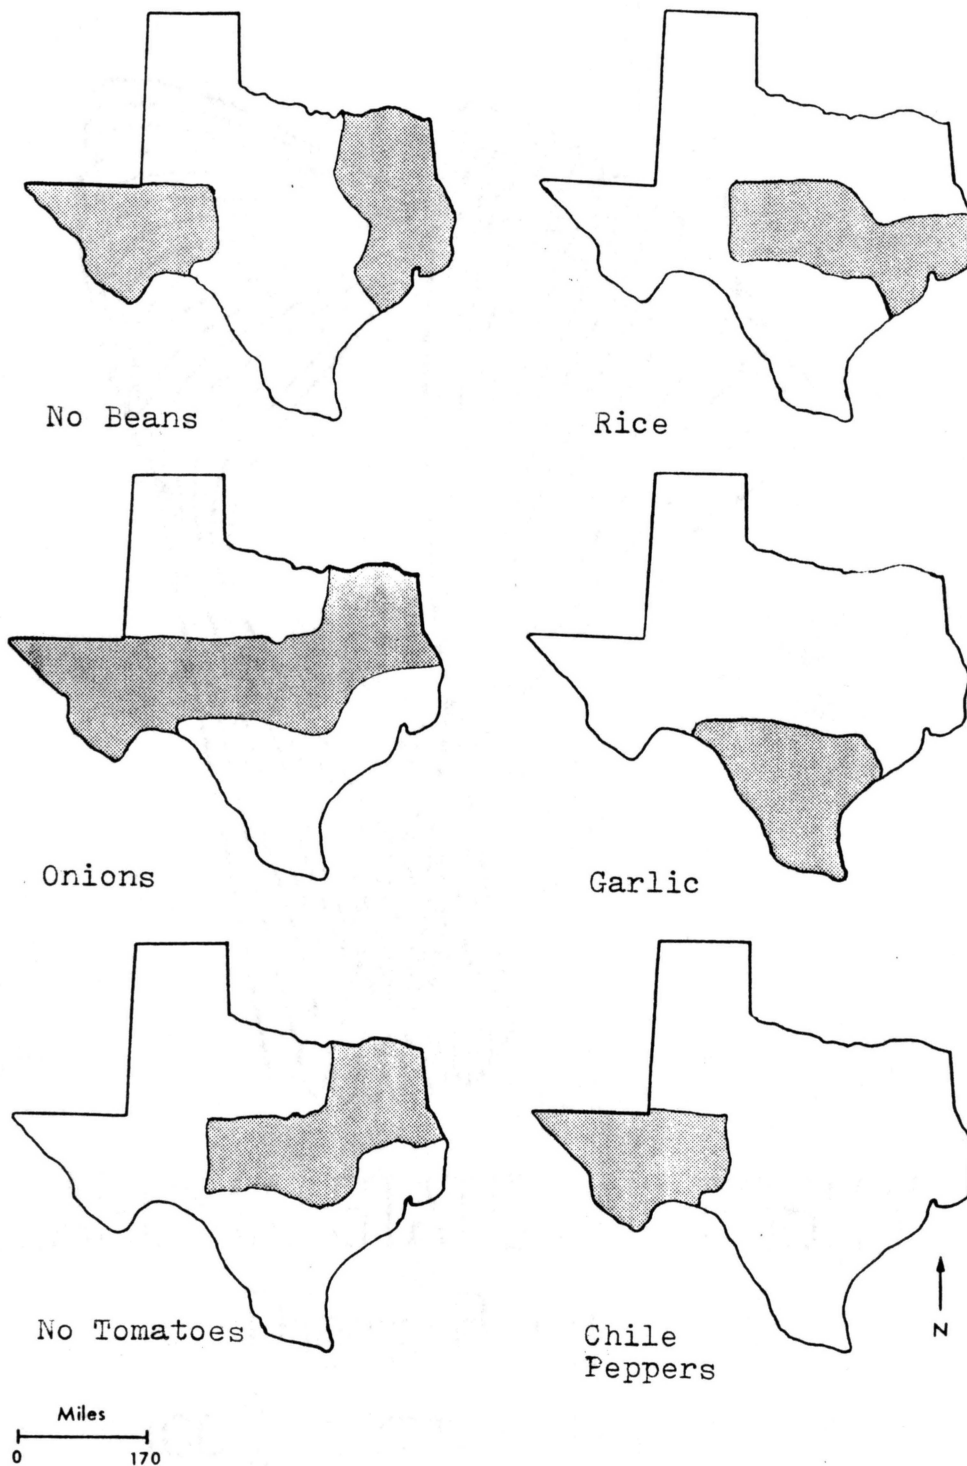 No Beans
Rice
Onions
Garlic
No Tomatoes
Chile
Peppers
N
Miles
0 170